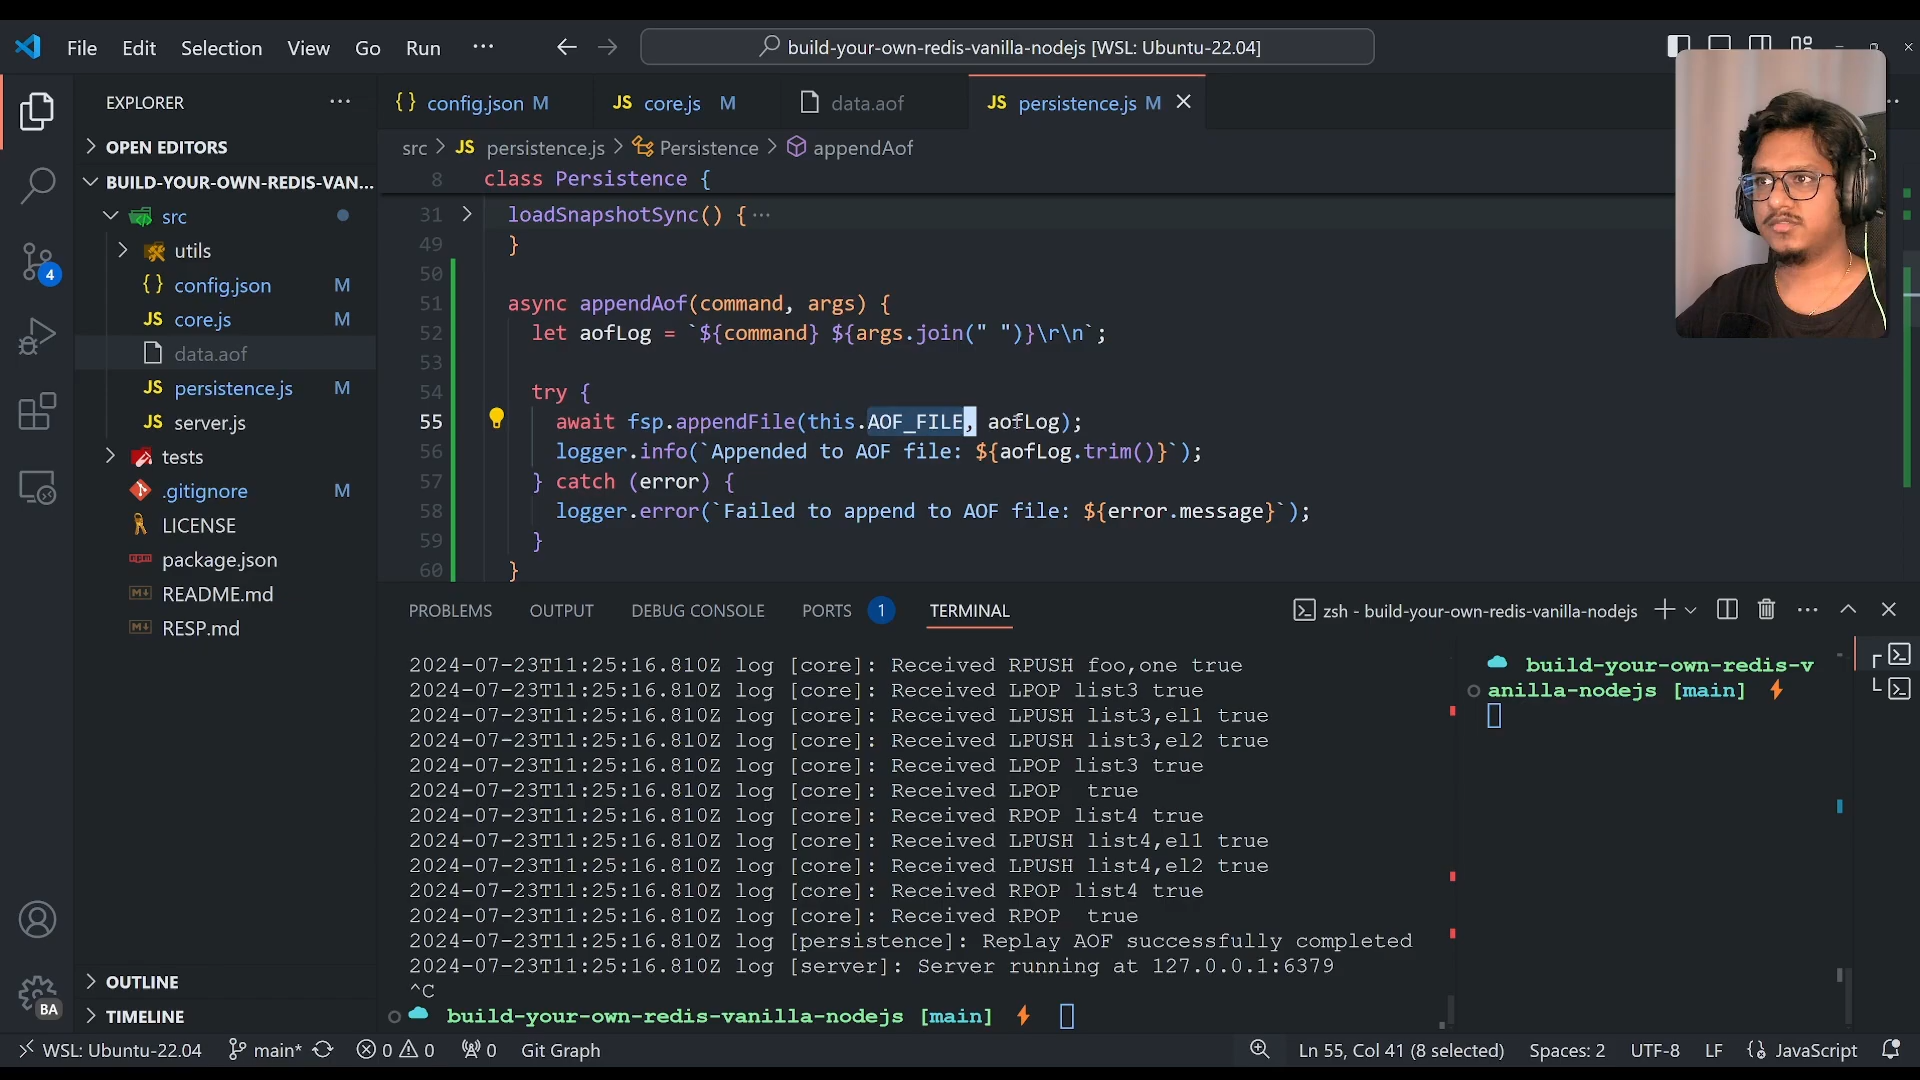 File Edit Selection View Go Run ···
build-your-own-redis-vanilla-nodejs [WSL: Ubuntu-22.04]
EXPLORER ···
OPEN EDITORS
BUILD-YOUR-OWN-REDIS-VAN...
src
utils
{} config.json M
JS core.js M
data.aof
JS persistence.js M
JS server.js
tests
.gitignore M
LICENSE
package.json
README.md
RESP.md
OUTLINE
TIMELINE
4
BA
{} config.json M
JS core.js M
data.aof
JS persistence.js M
src > JS persistence.js > Persistence > appendAof
8 class Persistence {
31 loadSnapshotSync() { ···
49 }
50
51 async appendAof(command, args) {
52 let aofLog = `${command} ${args.join(" ")}\r\n`;
53
54 try {
55 await fsp.appendFile(this.AOF_FILE, aofLog);
56 logger.info(`Appended to AOF file: ${aofLog.trim()}`);
57 } catch (error) {
58 logger.error(`Failed to append to AOF file: ${error.message}`);
59 }
60 }
PROBLEMS OUTPUT DEBUG CONSOLE PORTS 1 TERMINAL
zsh - build-your-own-redis-vanilla-nodejs
2024-07-23T11:25:16.810Z log [core]: Received RPUSH foo,one true
2024-07-23T11:25:16.810Z log [core]: Received LPOP list3 true
2024-07-23T11:25:16.810Z log [core]: Received LPUSH list3,el1 true
2024-07-23T11:25:16.810Z log [core]: Received LPUSH list3,el2 true
2024-07-23T11:25:16.810Z log [core]: Received LPOP list3 true
2024-07-23T11:25:16.810Z log [core]: Received LPOP  true
2024-07-23T11:25:16.810Z log [core]: Received RPOP list4 true
2024-07-23T11:25:16.810Z log [core]: Received LPUSH list4,el1 true
2024-07-23T11:25:16.810Z log [core]: Received LPUSH list4,el2 true
2024-07-23T11:25:16.810Z log [core]: Received RPOP list4 true
2024-07-23T11:25:16.810Z log [core]: Received RPOP  true
2024-07-23T11:25:16.810Z log [persistence]: Replay AOF successfully completed
2024-07-23T11:25:16.810Z log [server]: Server running at 127.0.0.1:6379
^C
build-your-own-redis-vanilla-nodejs [main]
build-your-own-redis-v
anilla-nodejs [main]
WSL: Ubuntu-22.04 main* 0 0 0 Git Graph
Ln 55, Col 41 (8 selected) Spaces: 2 UTF-8 LF JavaScript